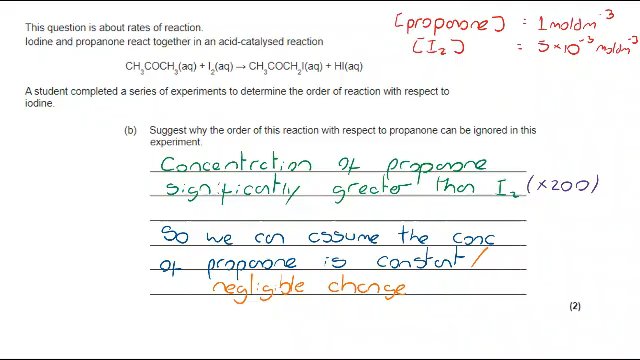 This question is about rates of reaction.
Iodine and propanone react together in an acid-catalysed reaction
[propanone] = 1 moldm⁻³
[I₂] = 5×10⁻³ moldm⁻³
CH₃COCH₃(aq) + I₂(aq) → CH₃COCH₂I(aq) + HI(aq)
A student completed a series of experiments to determine the order of reaction with respect to
iodine.
(b) Suggest why the order of this reaction with respect to propanone can be ignored in this
experiment.
Concentration of propanone
significantly greater than I₂ (×200)
So we can assume the conc
of propanone is constant /
negligible change
(2)